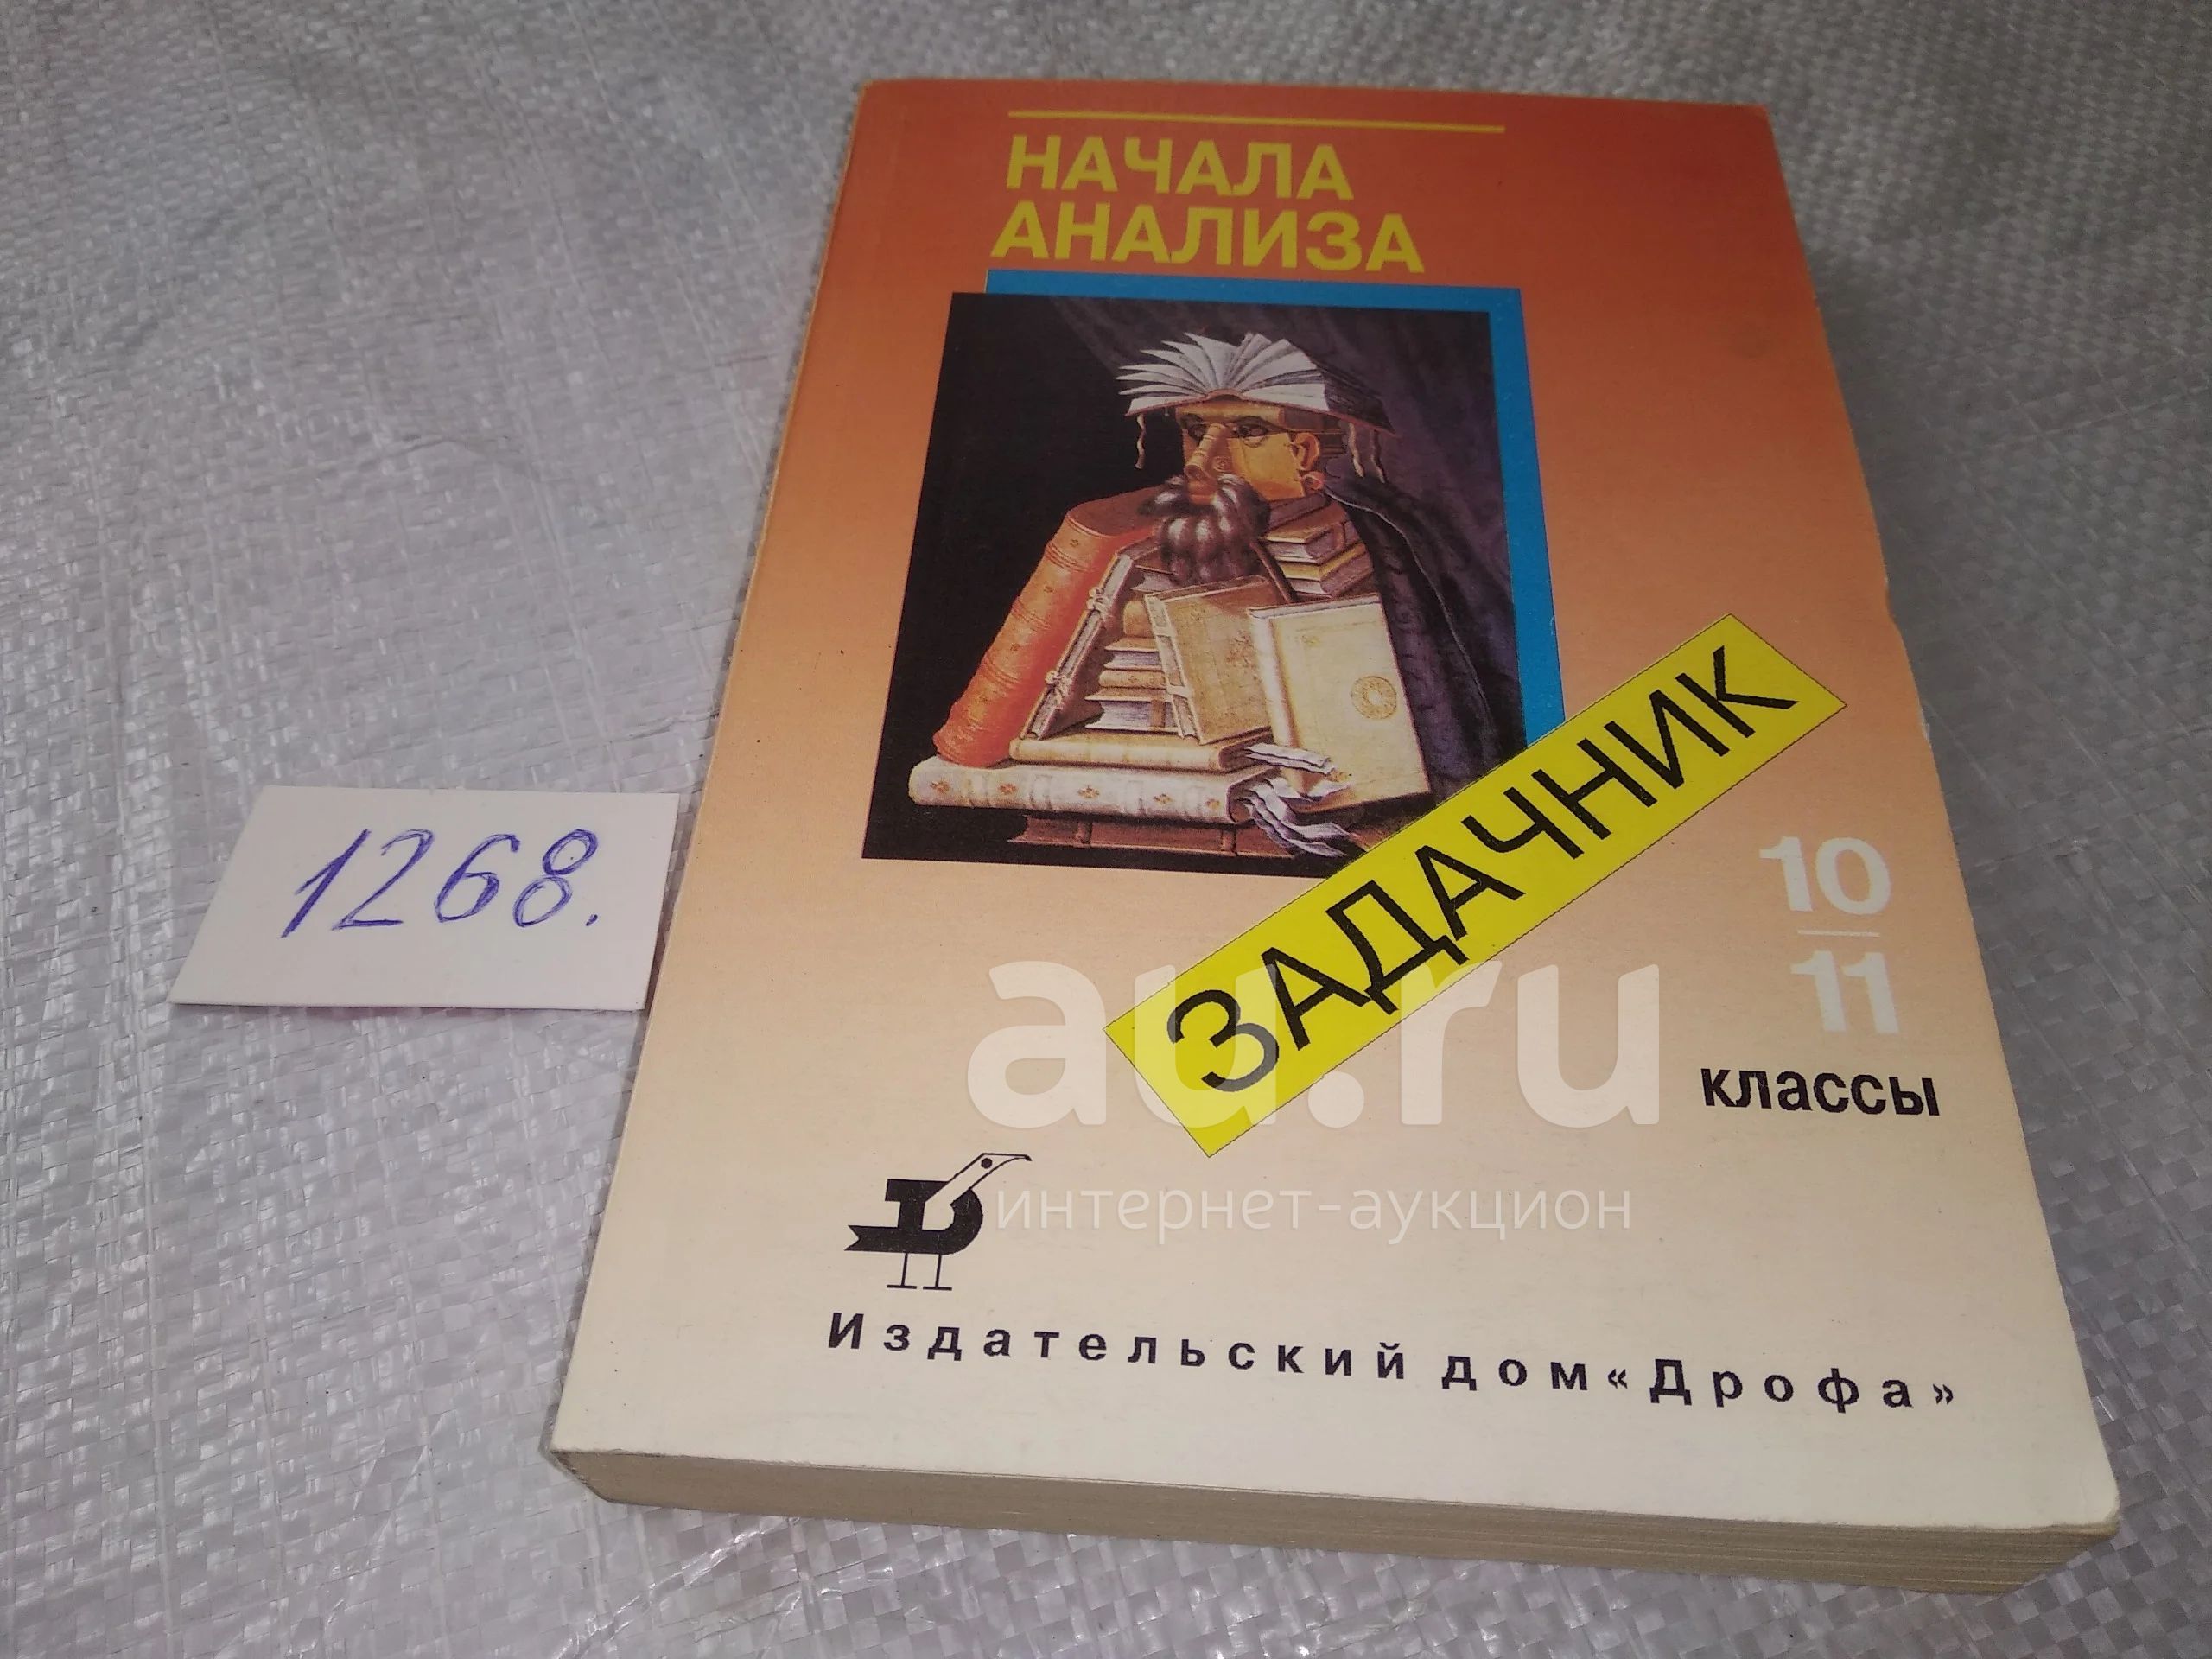 НАЧАЛА
АНАЛИЗА
ЗАДАЧНИК
10
11
классы
1268.
au.ru
интернет-аукцион
Издательский дом «Дрофа»